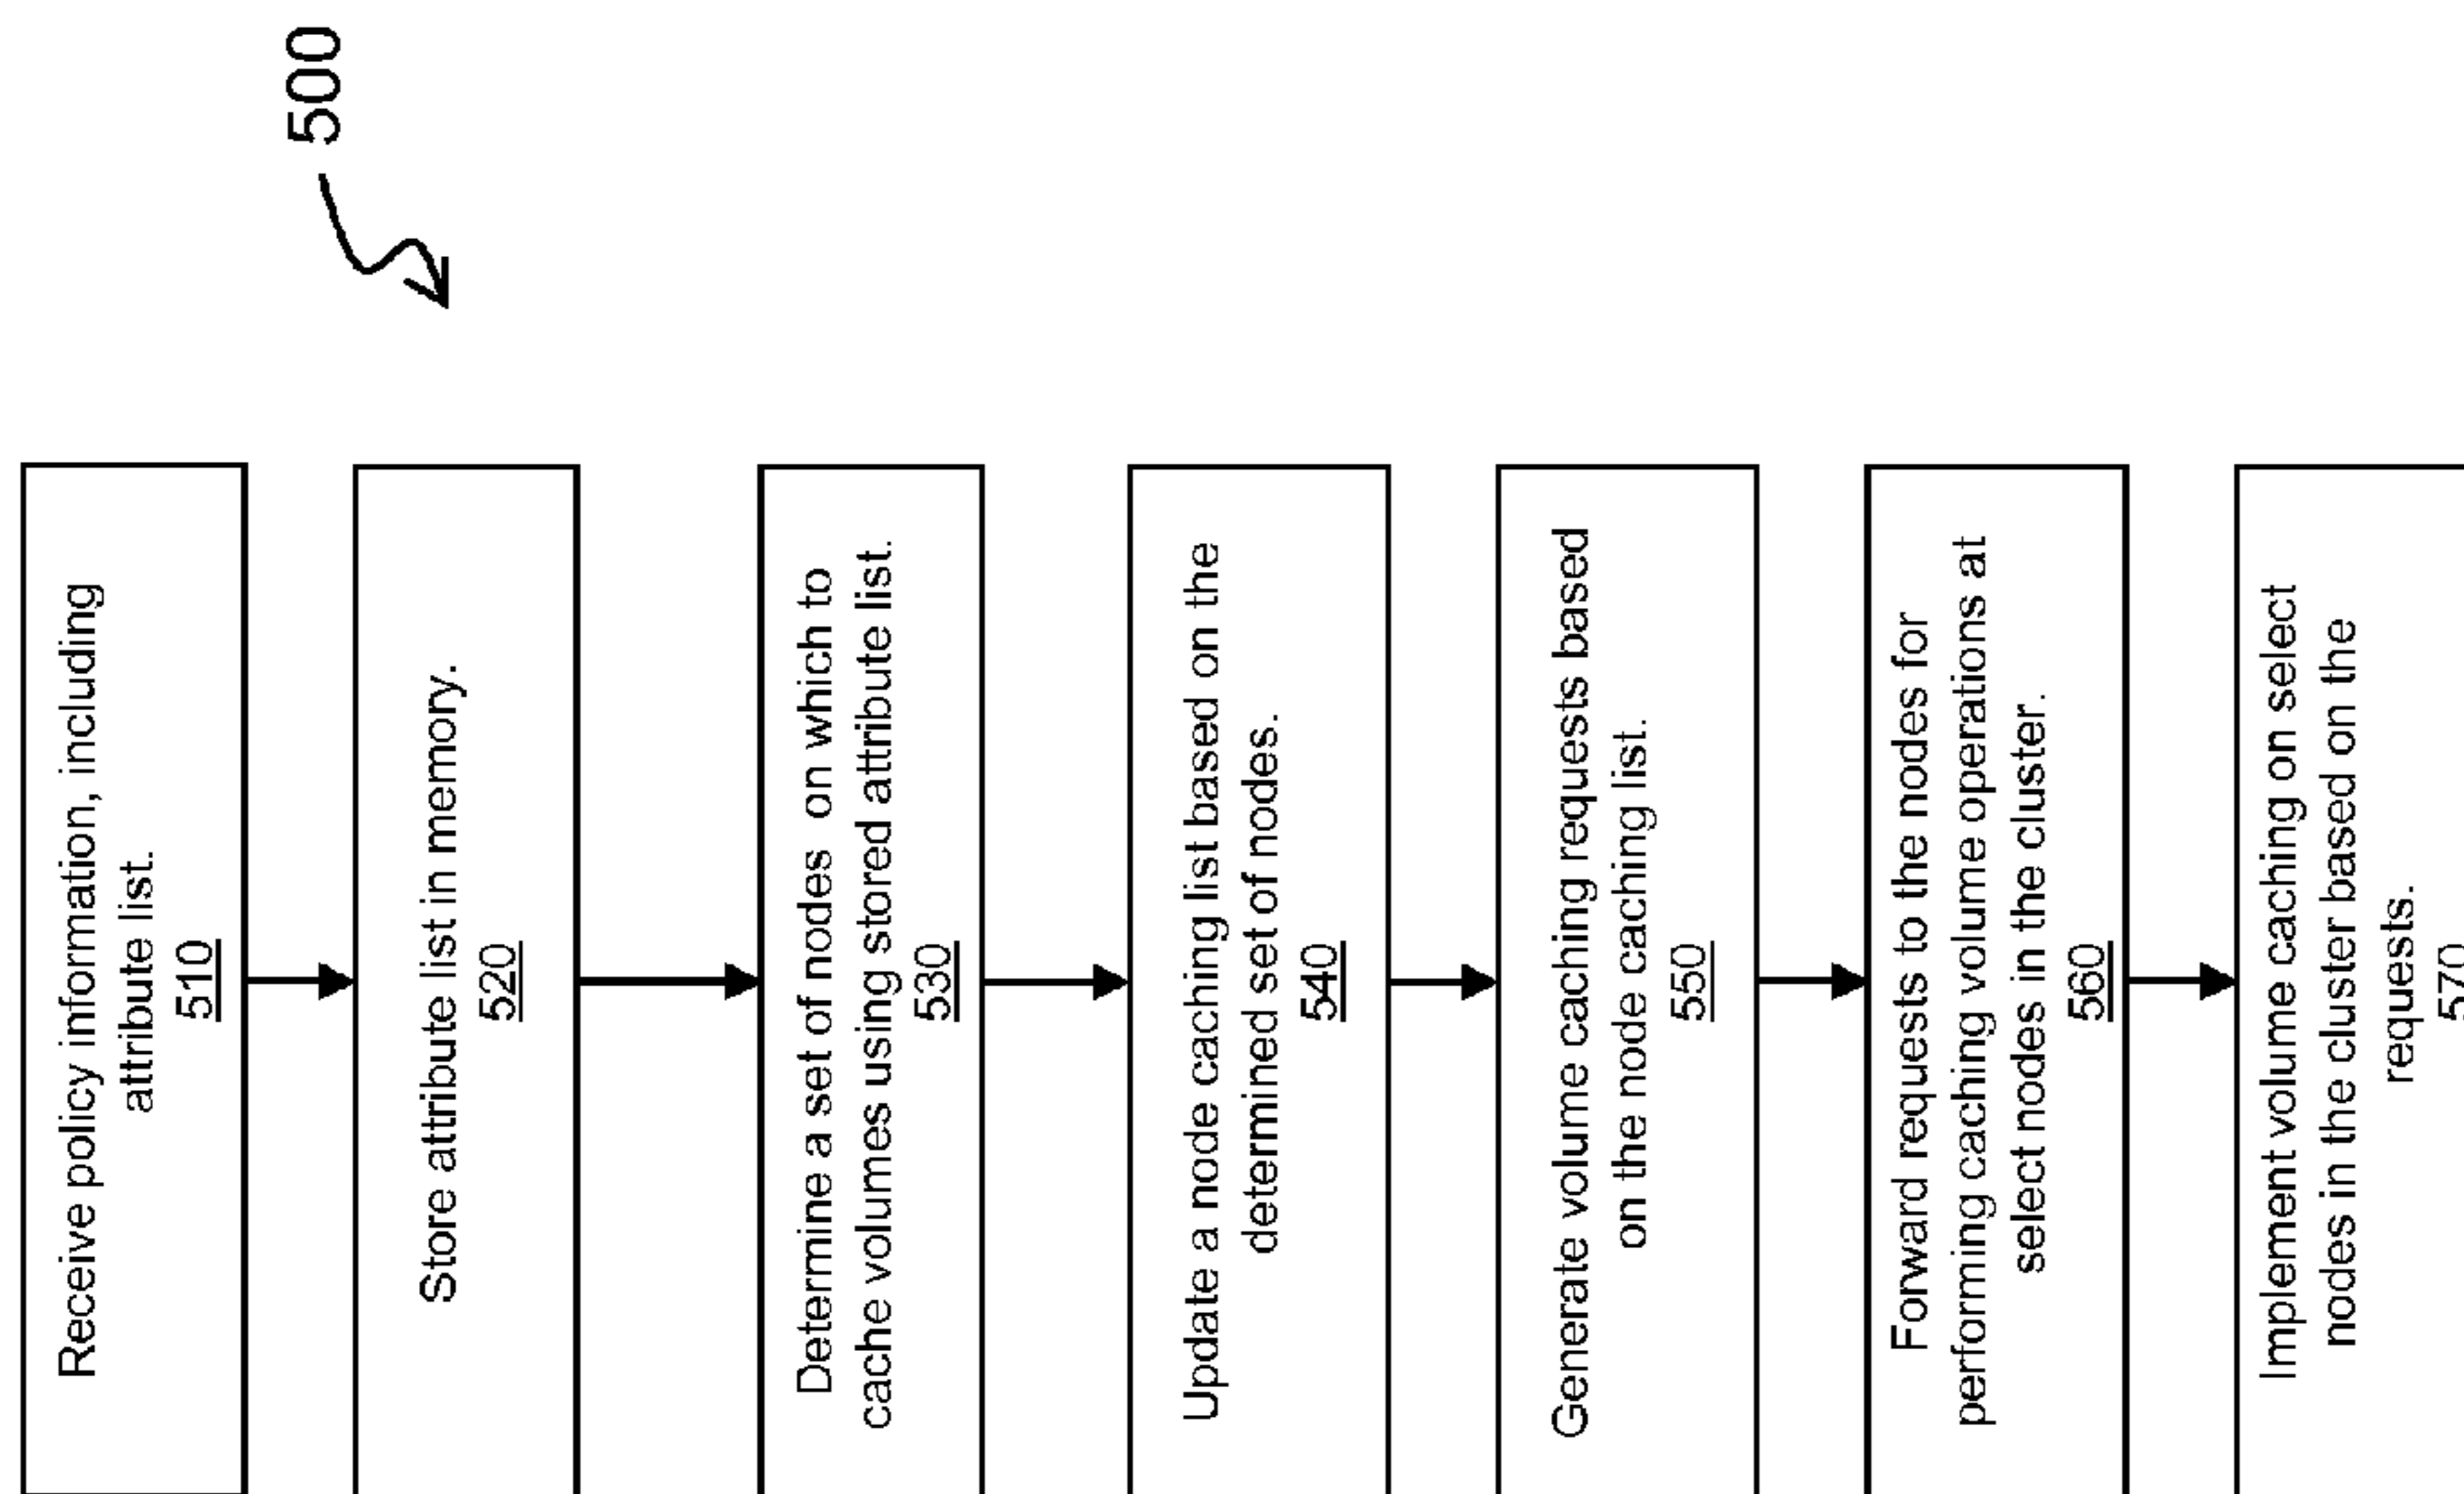 500
Receive policy information, including
attribute list.
510
Store attribute list in memory.
520
Determine a set of nodes on which to
cache volumes using stored attribute list.
530
Update a node caching list based on the
determined set of nodes.
540
Generate volume caching requests based
on the node caching list.
550
Forward requests to the nodes for
performing caching volume operations at
select nodes in the cluster.
560
Implement volume caching on select
nodes in the cluster based on the
requests.
570